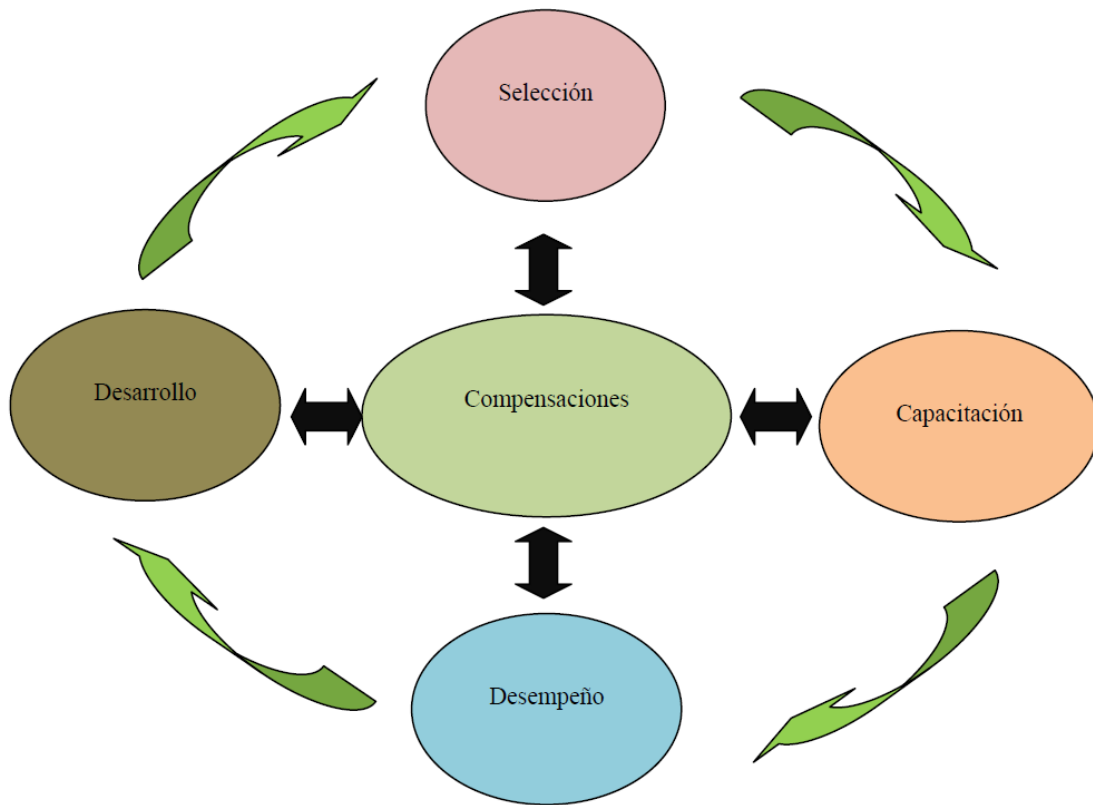 Selección
Desarrollo
Compensaciones
Capacitación
Desempeño